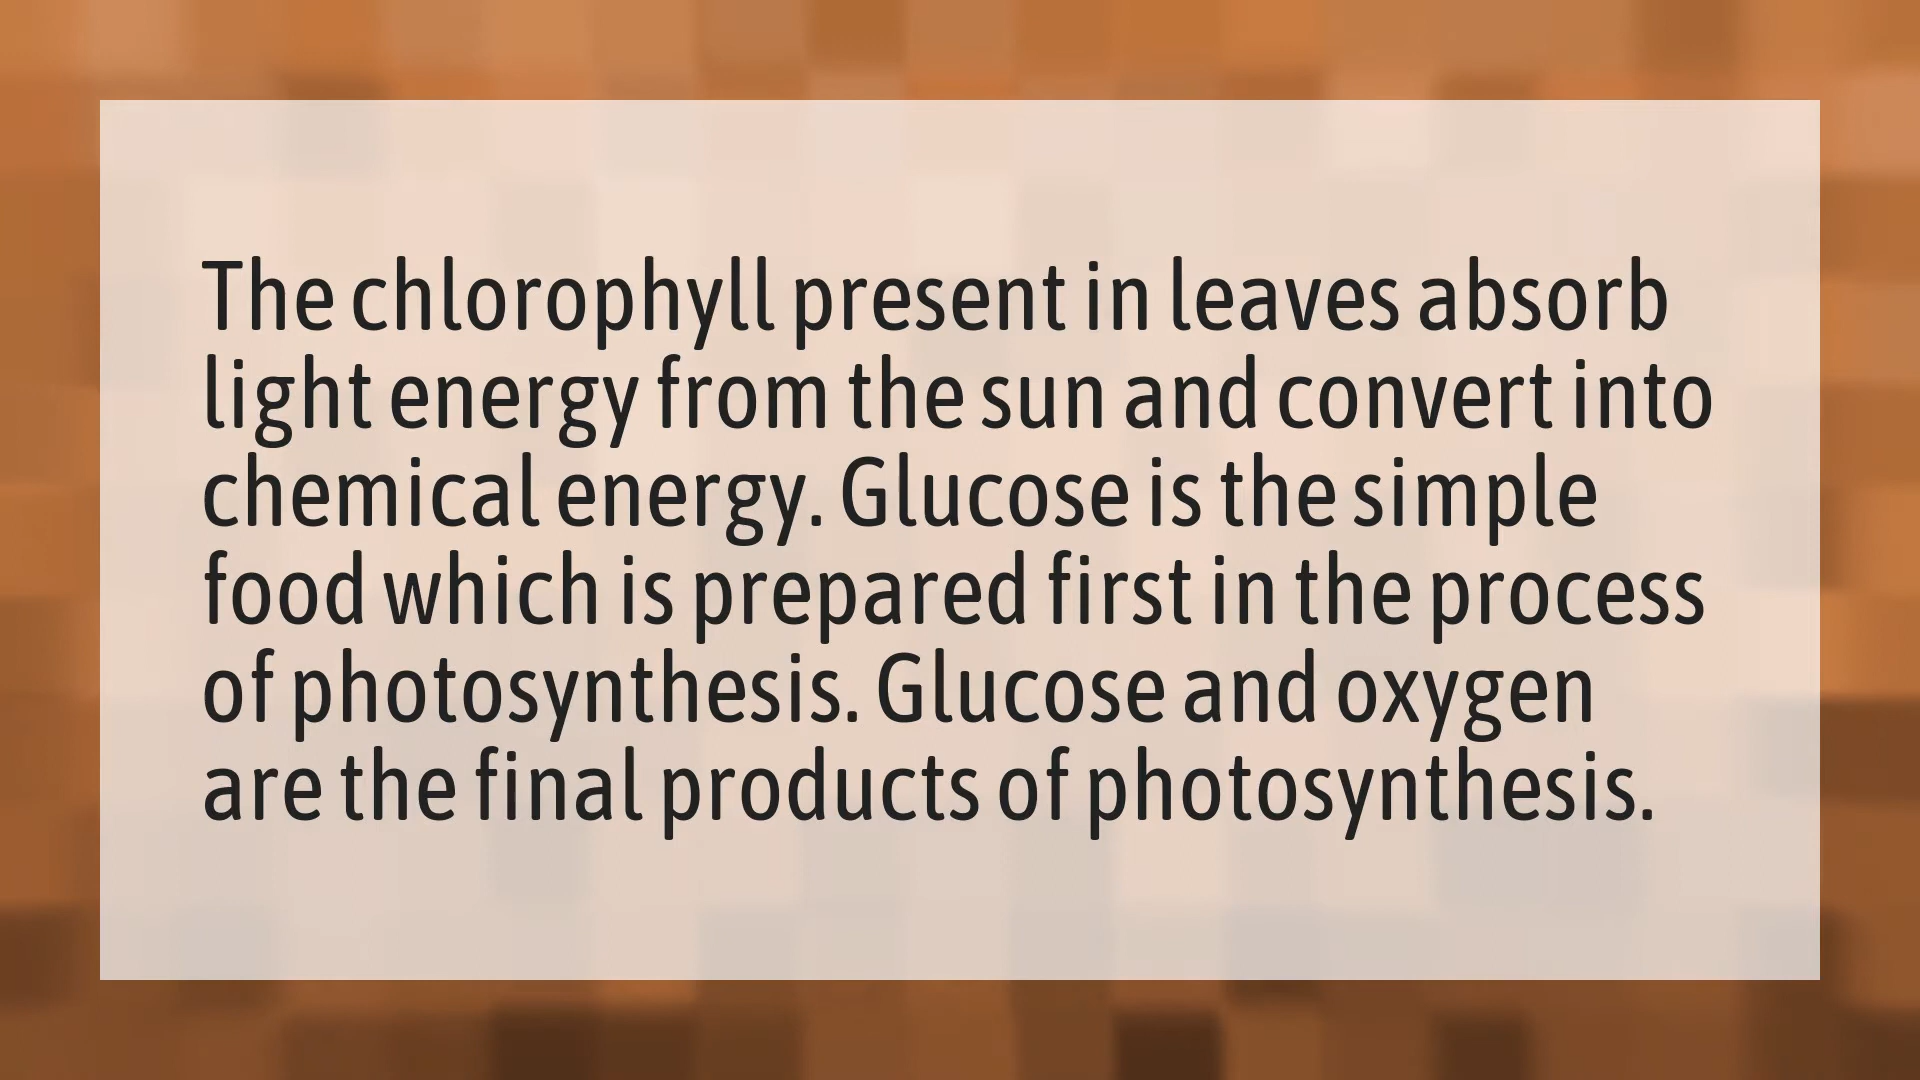 The chlorophyll present in leaves absorb
light energy from the sun and convert into
chemical energy. Glucose is the simple
food which is prepared first in the process
of photosynthesis. Glucose and oxygen
are the final products of photosynthesis.